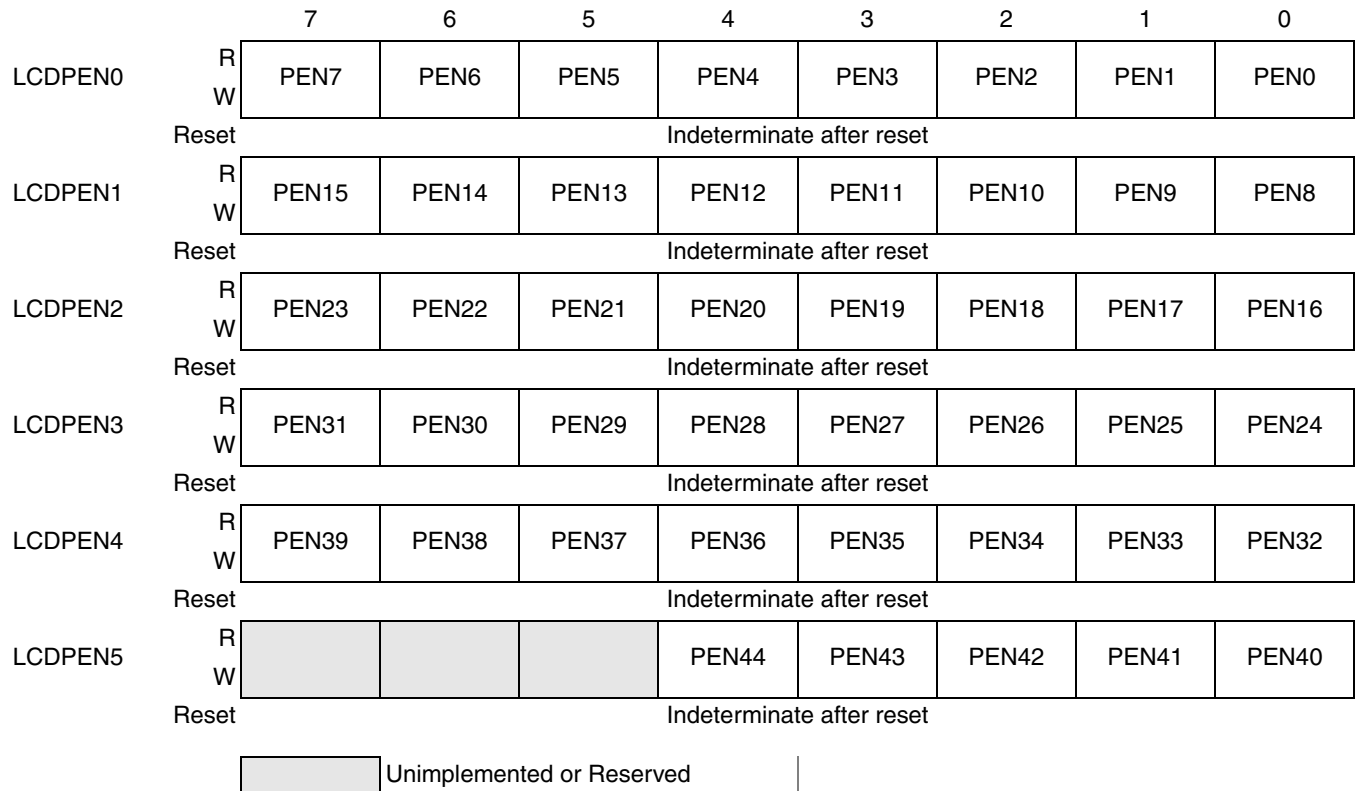 7 6 5 4 3 2 1 0
R
LCDPEN0 PEN7 PEN6 PEN5 PEN4 PEN3 PEN2 PEN1 PEN0
W
Reset Indeterminate after reset
R
LCDPEN1 PEN15 PEN14 PEN13 PEN12 PEN11 PEN10 PEN9 PEN8
W
Reset Indeterminate after reset
R
LCDPEN2 PEN23 PEN22 PEN21 PEN20 PEN19 PEN18 PEN17 PEN16
W
Reset Indeterminate after reset
R
LCDPEN3 PEN31 PEN30 PEN29 PEN28 PEN27 PEN26 PEN25 PEN24
W
Reset Indeterminate after reset
R
LCDPEN4 PEN39 PEN38 PEN37 PEN36 PEN35 PEN34 PEN33 PEN32
W
Reset Indeterminate after reset
R
LCDPEN5 PEN44 PEN43 PEN42 PEN41 PEN40
W
Reset Indeterminate after reset
Unimplemented or Reserved